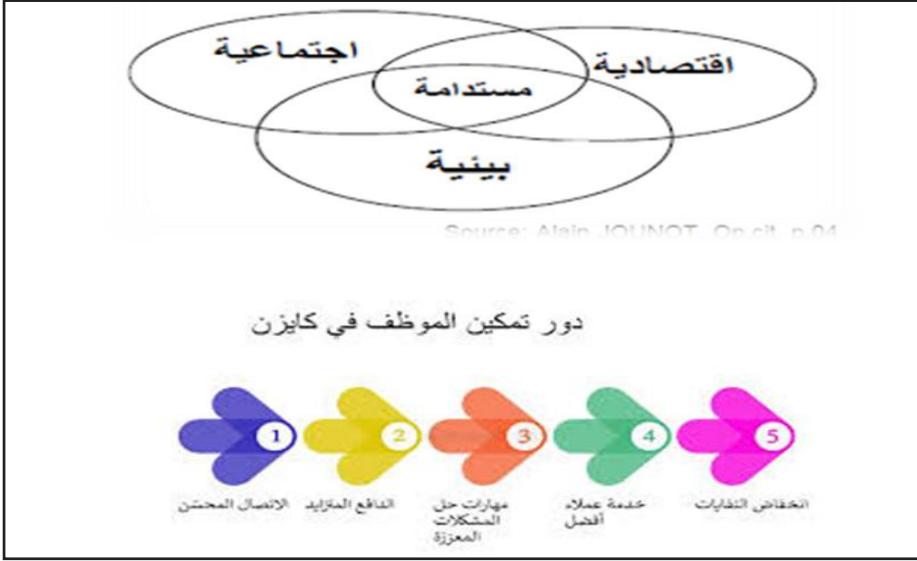 اجتماعية
اقتصادية
مستدامة
بيئية
Source: Alain JOUNOT, Op.cit, p.04
دور تمكين الموظف في كايزن
1
2
3
4
5
الاتصال المحسّن
الدافع المتزايد
مهارات حل
المشكلات
المعززة
خدمة عملاء
أفضل
انخفاض النفايات